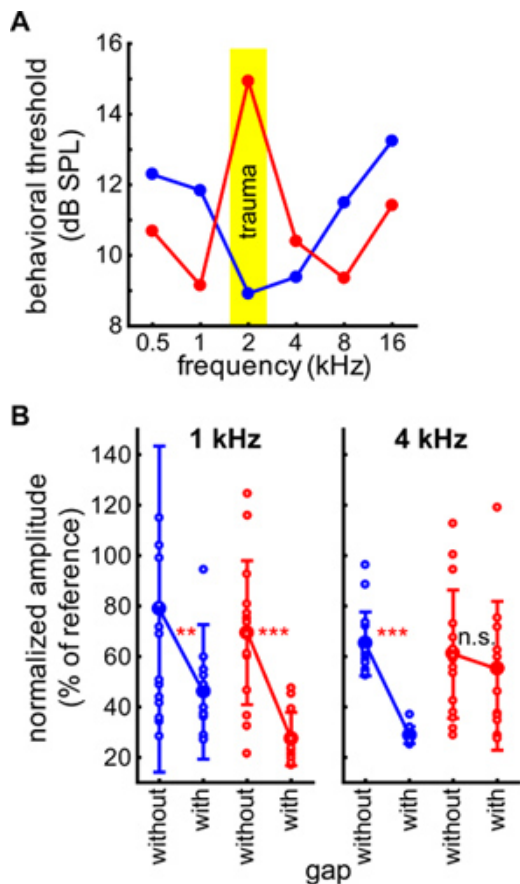 A
16
14
12
10
8
behavioral threshold
(dB SPL)
trauma
0.5 1 2 4 8 16
frequency (kHz)
B
1 kHz 4 kHz
140
120
100
80
60
40
20
normalized amplitude
(% of reference)
** *** *** n.s.
without with without with without with without with
gap